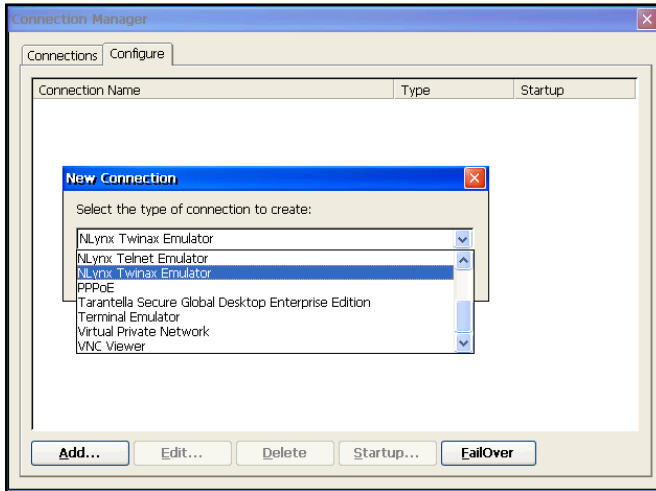 Connection Manager
Connections Configure
Connection Name Type Startup
New Connection
Select the type of connection to create:
NLynx Twinax Emulator
NLynx Telnet Emulator
NLynx Twinax Emulator
PPPoE
Tarantella Secure Global Desktop Enterprise Edition
Terminal Emulator
Virtual Private Network
VNC Viewer
Add... Edit... Delete Startup... FailOver